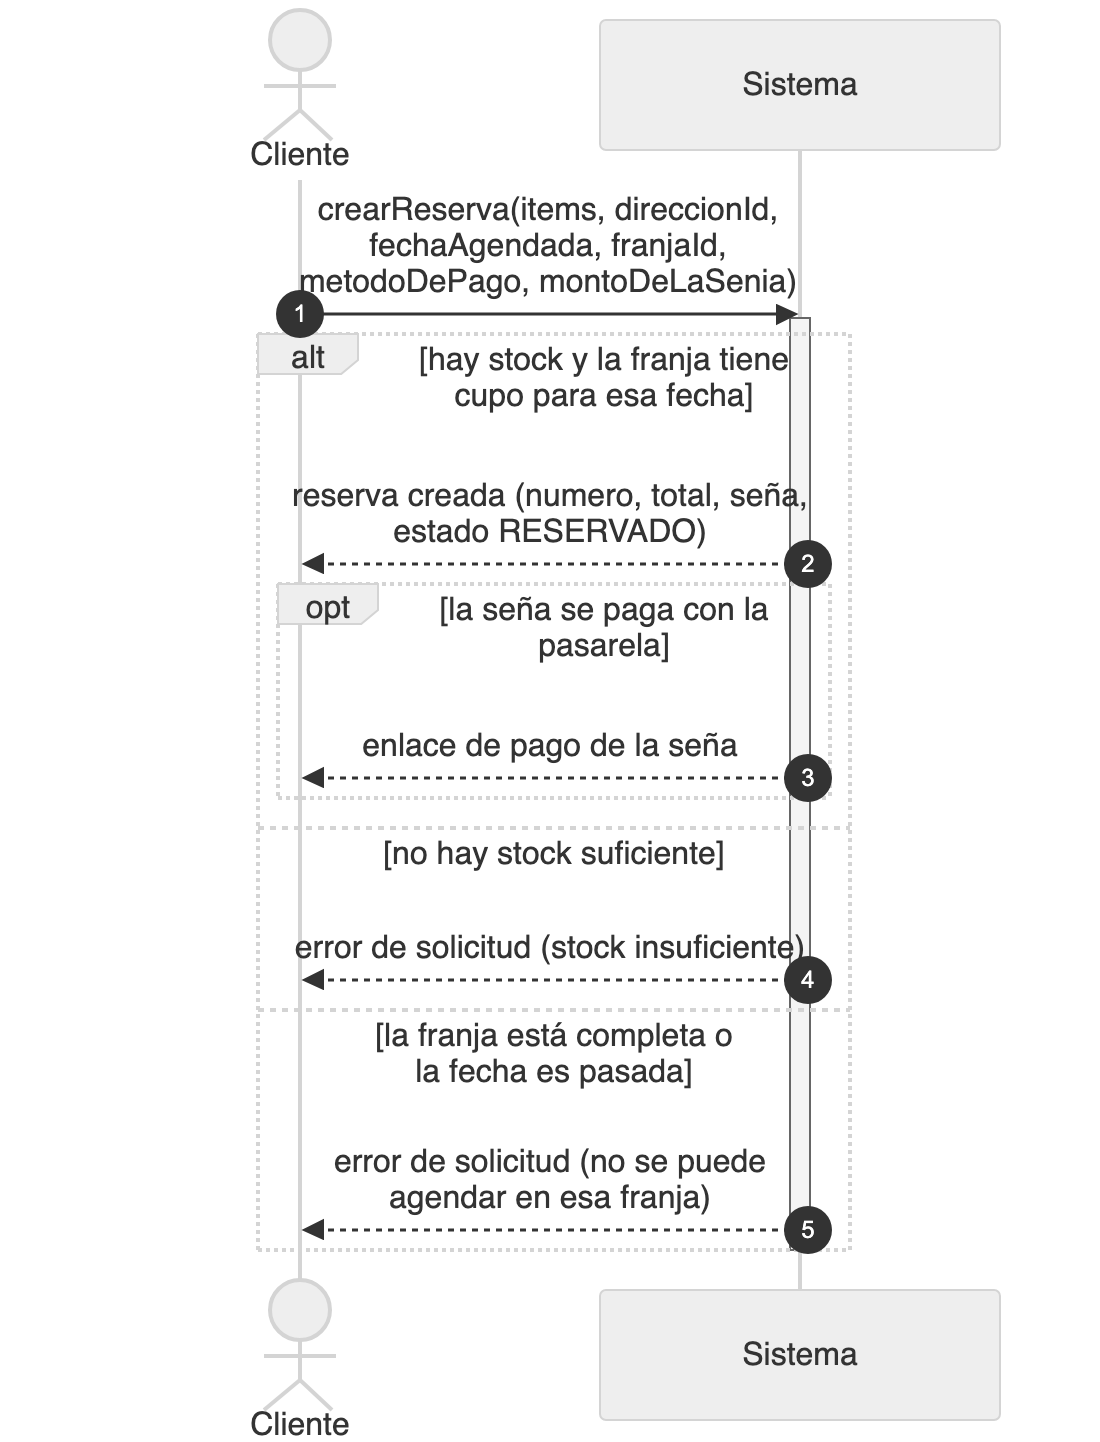 Cliente
Sistema
crearReserva(items, direccionId,
fechaAgendada, franjaId,
metodoDePago, montoDeLaSenia)
1
alt
[hay stock y la franja tiene
cupo para esa fecha]
reserva creada (numero, total, seña,
estado RESERVADO)
2
opt
[la seña se paga con la
pasarela]
enlace de pago de la seña
3
[no hay stock suficiente]
error de solicitud (stock insuficiente)
4
[la franja está completa o
la fecha es pasada]
error de solicitud (no se puede
agendar en esa franja)
5
Cliente
Sistema